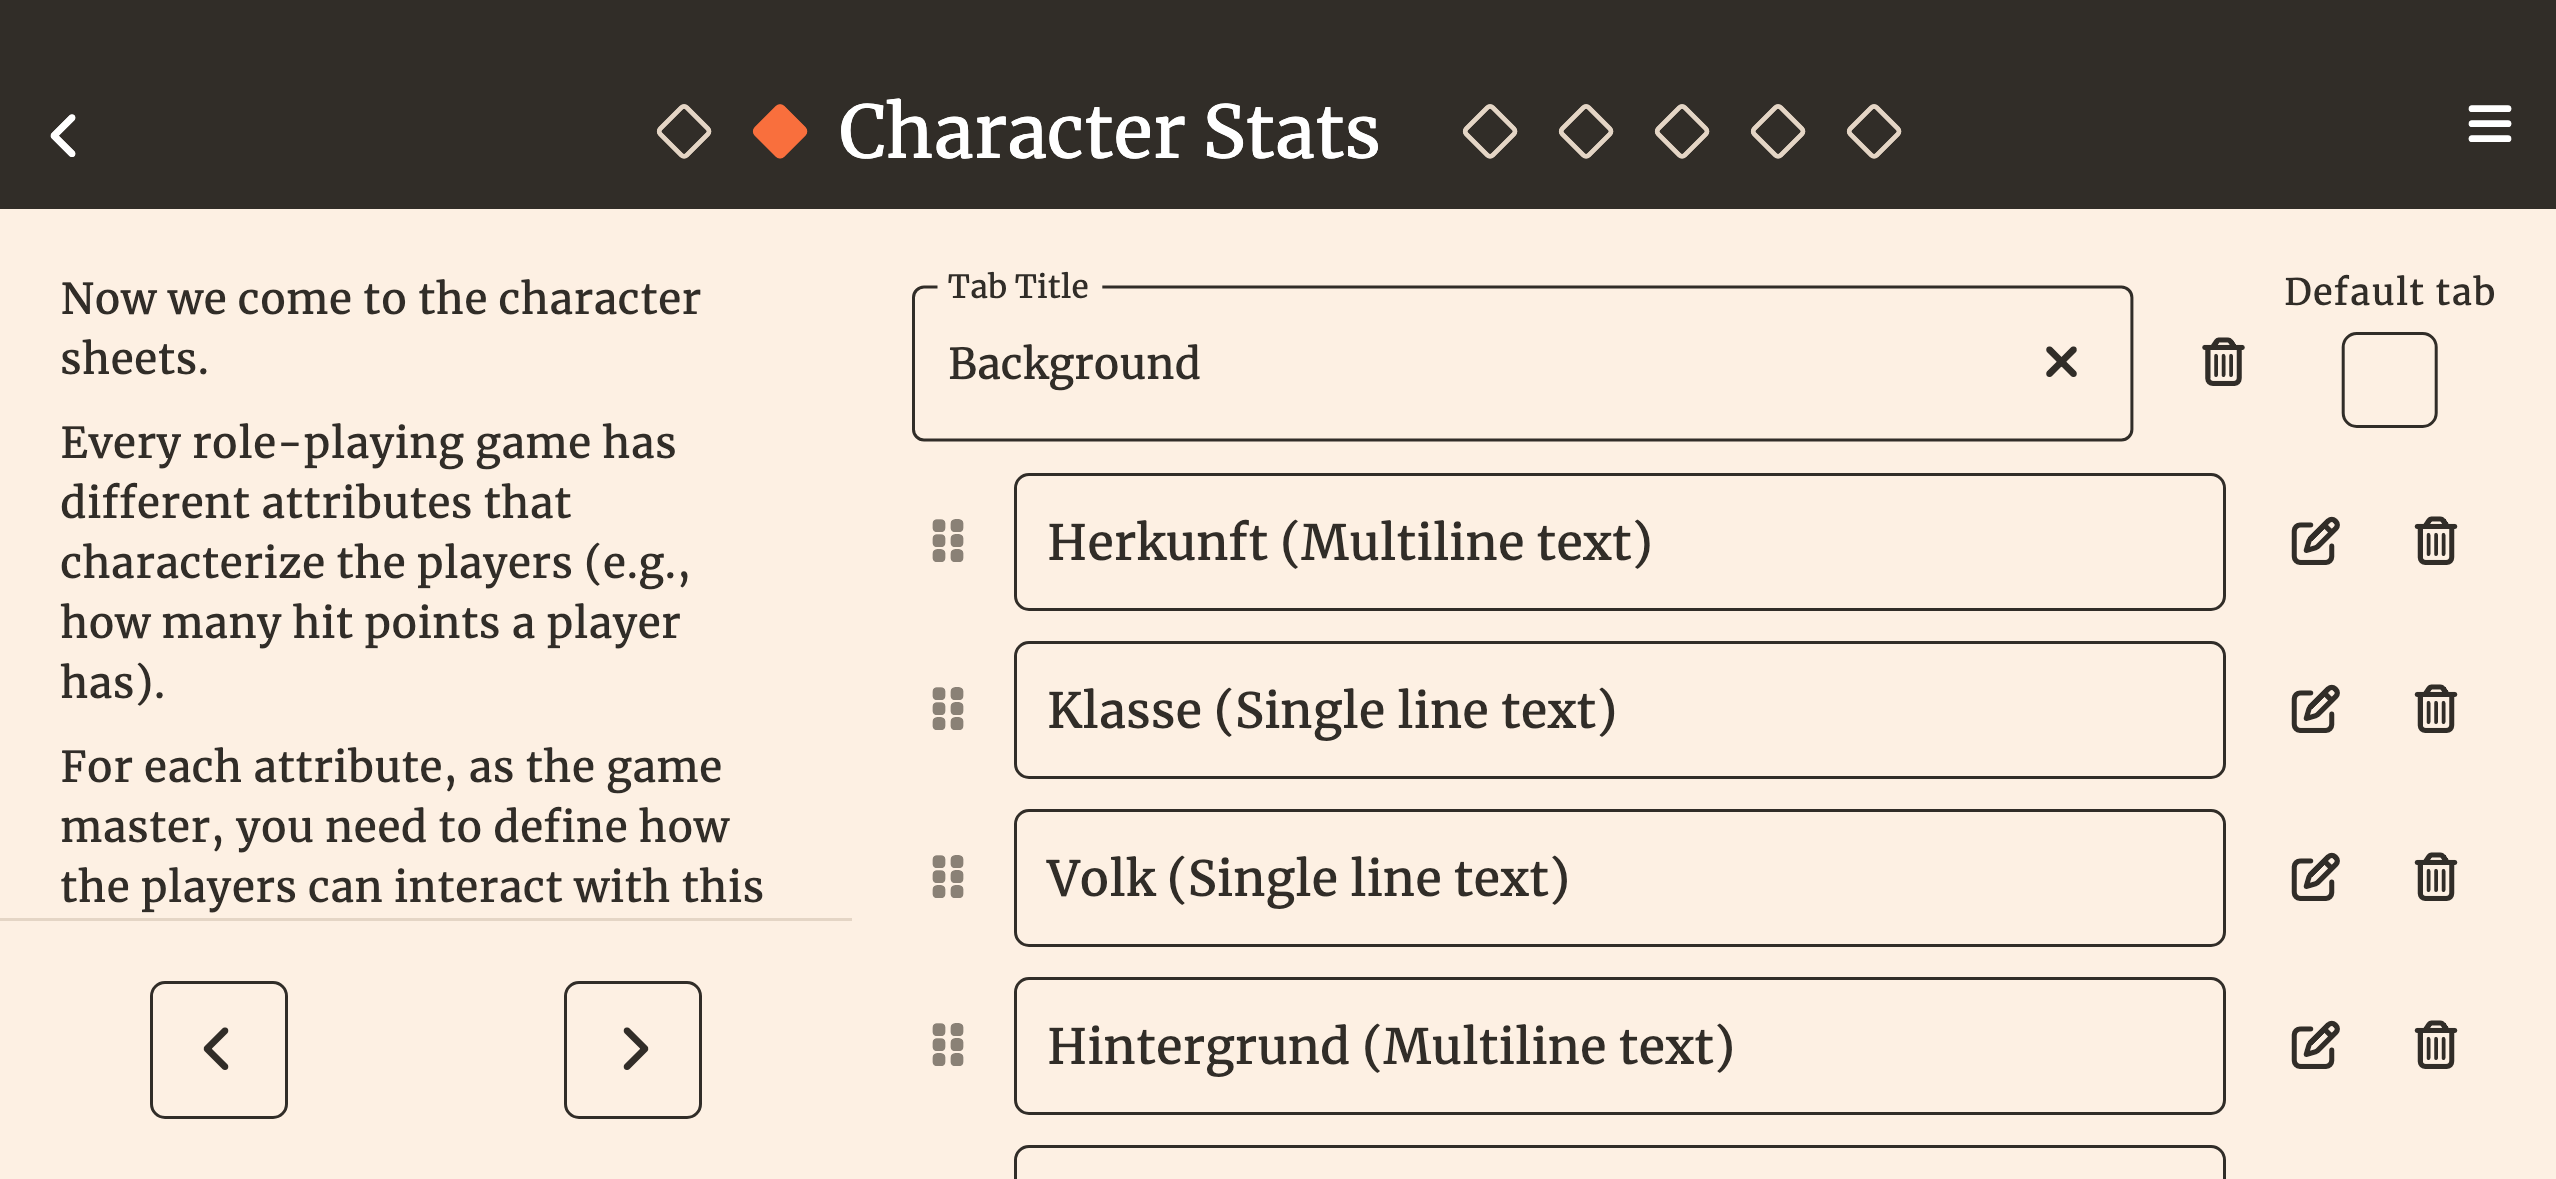 Character Stats
Now we come to the character
sheets.
Every role-playing game has
different attributes that
characterize the players (e.g.,
how many hit points a player
has).
For each attribute, as the game
master, you need to define how
the players can interact with this
Tab Title
Background
Default tab
Herkunft (Multiline text)
Klasse (Single line text)
Volk (Single line text)
Hintergrund (Multiline text)